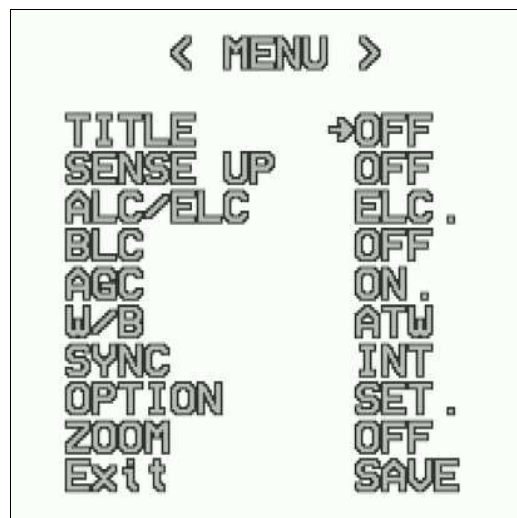 < MENU >
TITLE →OFF
SENSE UP OFF
ALC/ELC ELC.
BLC OFF
AGC ON.
W/B ATW
SYNC INT
OPTION SET.
ZOOM OFF
Exit SAVE